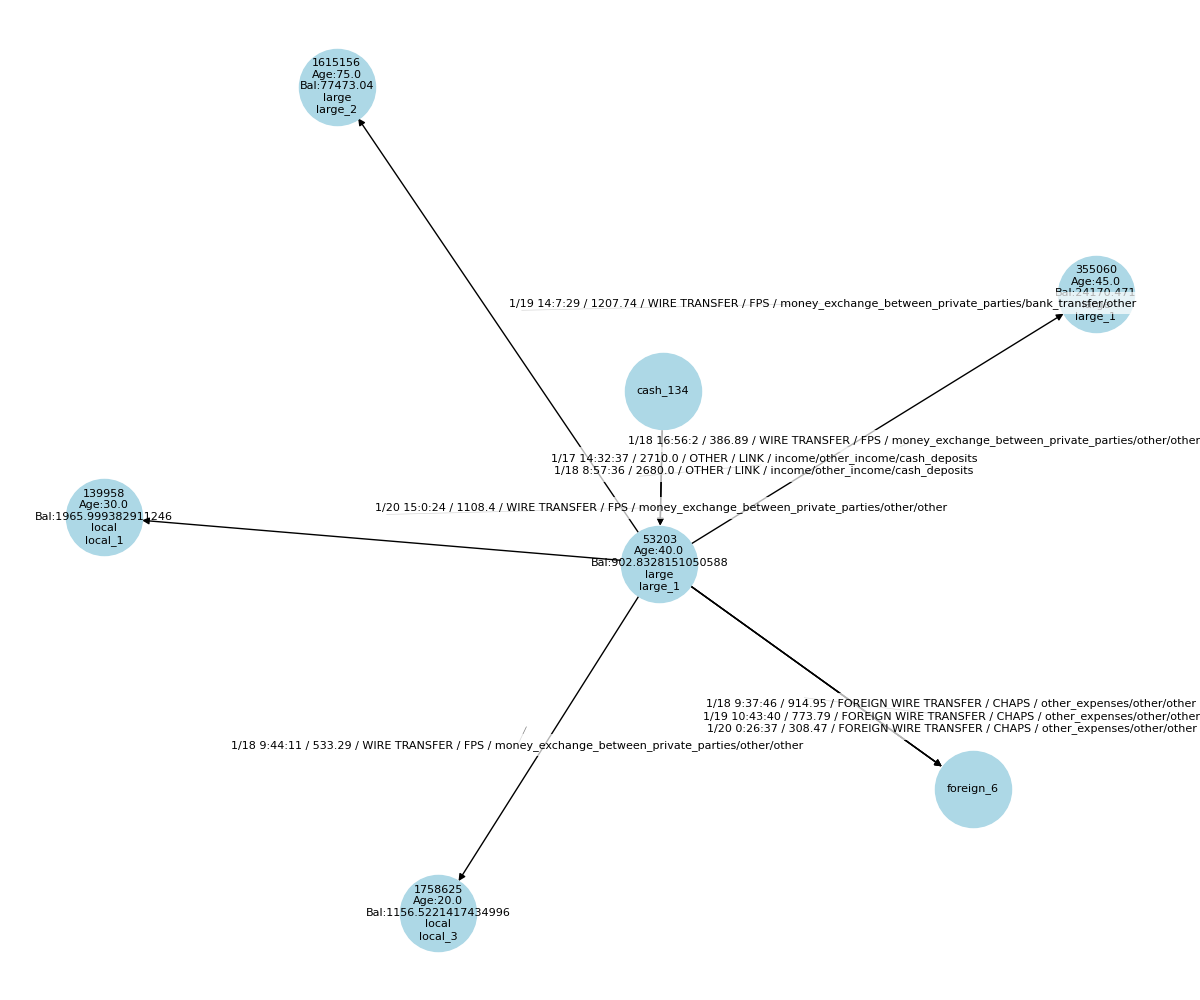 1615156
Age:75.0
Bal:77473.04
large
large_2
355060
Age:45.0
Bal:24170.471
1/19 14:7:29 / 1207.74 / WIRE TRANSFER / FPS / money_exchange_between_private_parties/bank_transfer/other
large_1
cash_134
1/18 16:56:2 / 386.89 / WIRE TRANSFER / FPS / money_exchange_between_private_parties/other/other
1/17 14:32:37 / 2710.0 / OTHER / LINK / income/other_income/cash_deposits
1/18 8:57:36 / 2680.0 / OTHER / LINK / income/other_income/cash_deposits
1/20 15:0:24 / 1108.4 / WIRE TRANSFER / FPS / money_exchange_between_private_parties/other/other
139958
Age:30.0
Bal:1965.999382911246
local
local_1
53203
Age:40.0
Bal:902.8328151050588
large
large_1
1/18 9:37:46 / 914.95 / FOREIGN WIRE TRANSFER / CHAPS / other_expenses/other/other
1/19 10:43:40 / 773.79 / FOREIGN WIRE TRANSFER / CHAPS / other_expenses/other/other
1/20 0:26:37 / 308.47 / FOREIGN WIRE TRANSFER / CHAPS / other_expenses/other/other
1/18 9:44:11 / 533.29 / WIRE TRANSFER / FPS / money_exchange_between_private_parties/other/other
foreign_6
1758625
Age:20.0
Bal:1156.5221417434996
local
local_3